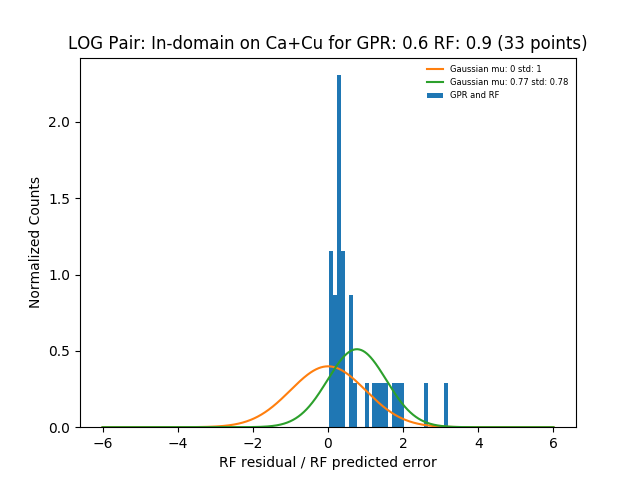 LOG Pair: In-domain on Ca+Cu for GPR: 0.6 RF: 0.9 (33 points)
Gaussian mu: 0 std: 1
Gaussian mu: 0.77 std: 0.78
GPR and RF
Normalized Counts
2.0
1.5
1.0
0.5
0.0
−6 −4 −2 0 2 4 6
RF residual / RF predicted error